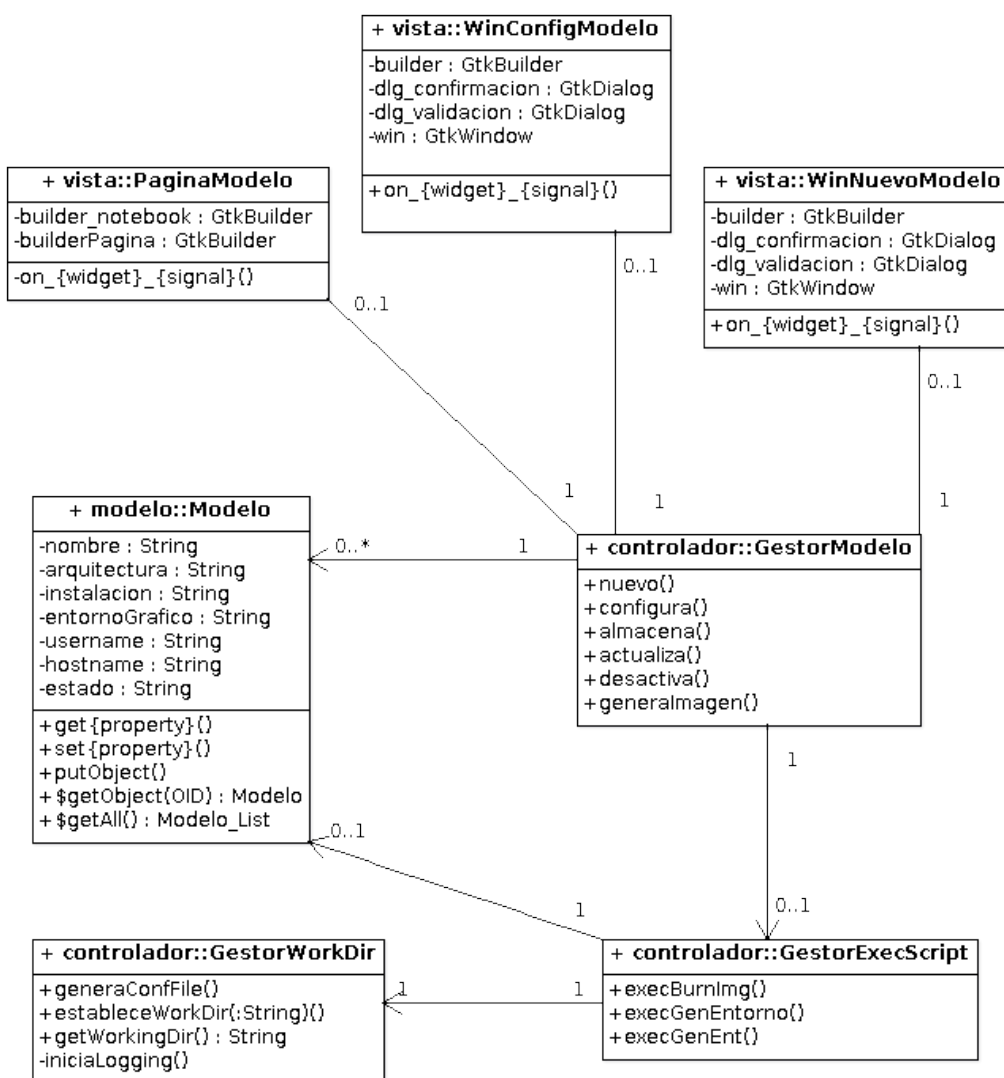 + vista::WinConfigModelo
-builder : GtkBuilder
-dlg_confirmacion : GtkDialog
-dlg_validacion : GtkDialog
-win : GtkWindow
+on_{widget}_{signal}()
+ vista::PaginaModelo
-builder_notebook : GtkBuilder
-builderPagina : GtkBuilder
-on_{widget}_{signal}()
+ vista::WinNuevoModelo
-builder : GtkBuilder
-dlg_confirmacion : GtkDialog
-dlg_validacion : GtkDialog
-win : GtkWindow
+on_{widget}_{signal}()
0..1
0..1
0..1
1
1
1
+ modelo::Modelo
-nombre : String
-arquitectura : String
-instalacion : String
-entornoGrafico : String
-username : String
-hostname : String
-estado : String
+get{property}()
+set{property}()
+putObject()
+$getObject(OID) : Modelo
+$getAll() : Modelo_List
0..*
1
+ controlador::GestorModelo
+nuevo()
+configura()
+almacena()
+actualiza()
+desactiva()
+generaImagen()
1
0..1
0..1
1
+ controlador::GestorWorkDir
+generaConfFile()
+estableceWorkDir(:String)()
+getWorkingDir() : String
-iniciaLogging()
1
1
+ controlador::GestorExecScript
+execBurnImg()
+execGenEntorno()
+execGenEnt()